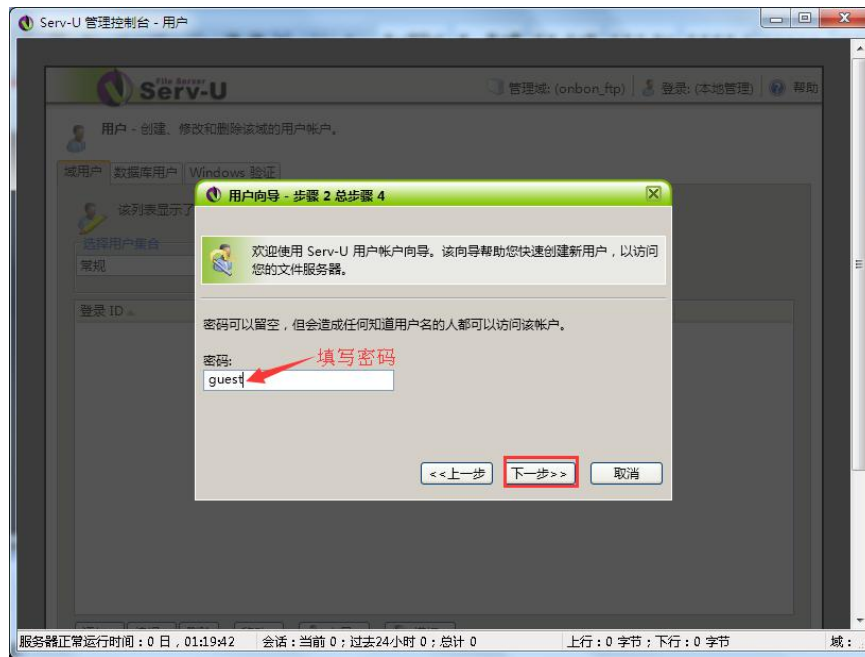 Serv-U 管理控制台 - 用户
File Server
Serv-U
管理域: (onbon_ftp)
登录: (本地管理)
帮助
用户 - 创建、修改和删除该域的用户帐户。
域用户 数据库用户 Windows 验证
用户向导 - 步骤 2 总步骤 4
该列表显示了
欢迎使用 Serv-U 用户帐户向导。该向导帮助您快速创建新用户，以访问
您的文件服务器。
选择用户集合
常规
登录 ID
密码可以留空，但会造成任何知道用户名的人都可以访问该帐户。
填写密码
密码:
guest
<<上一步 下一步>> 取消
服务器正常运行时间：0 日，01:19:42 会话：当前 0；过去24小时 0；总计 0 上行：0 字节；下行：0 字节 域：